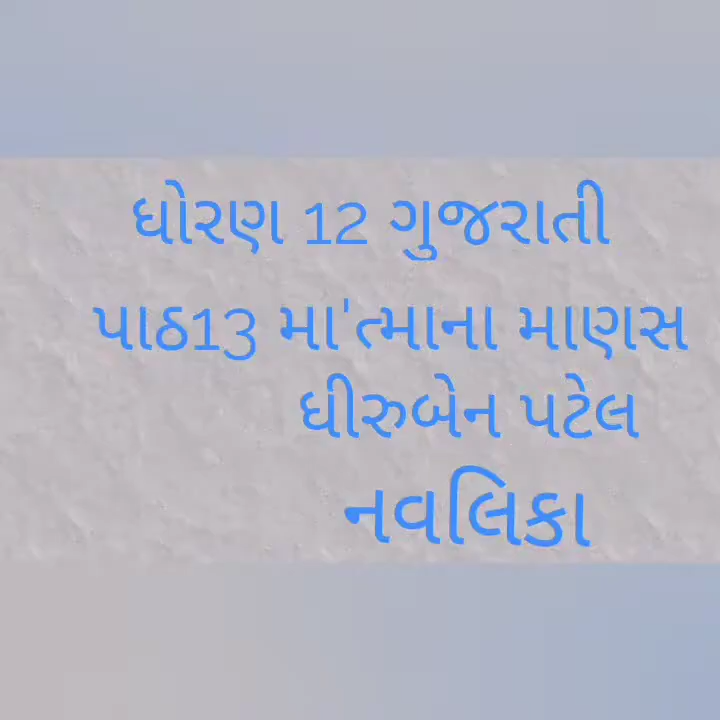 ધોરણ 12 ગુજરાતી
પાઠ13 મા'ત્માના માણસ
ધીરુબેન પટેલ
નવલિકા